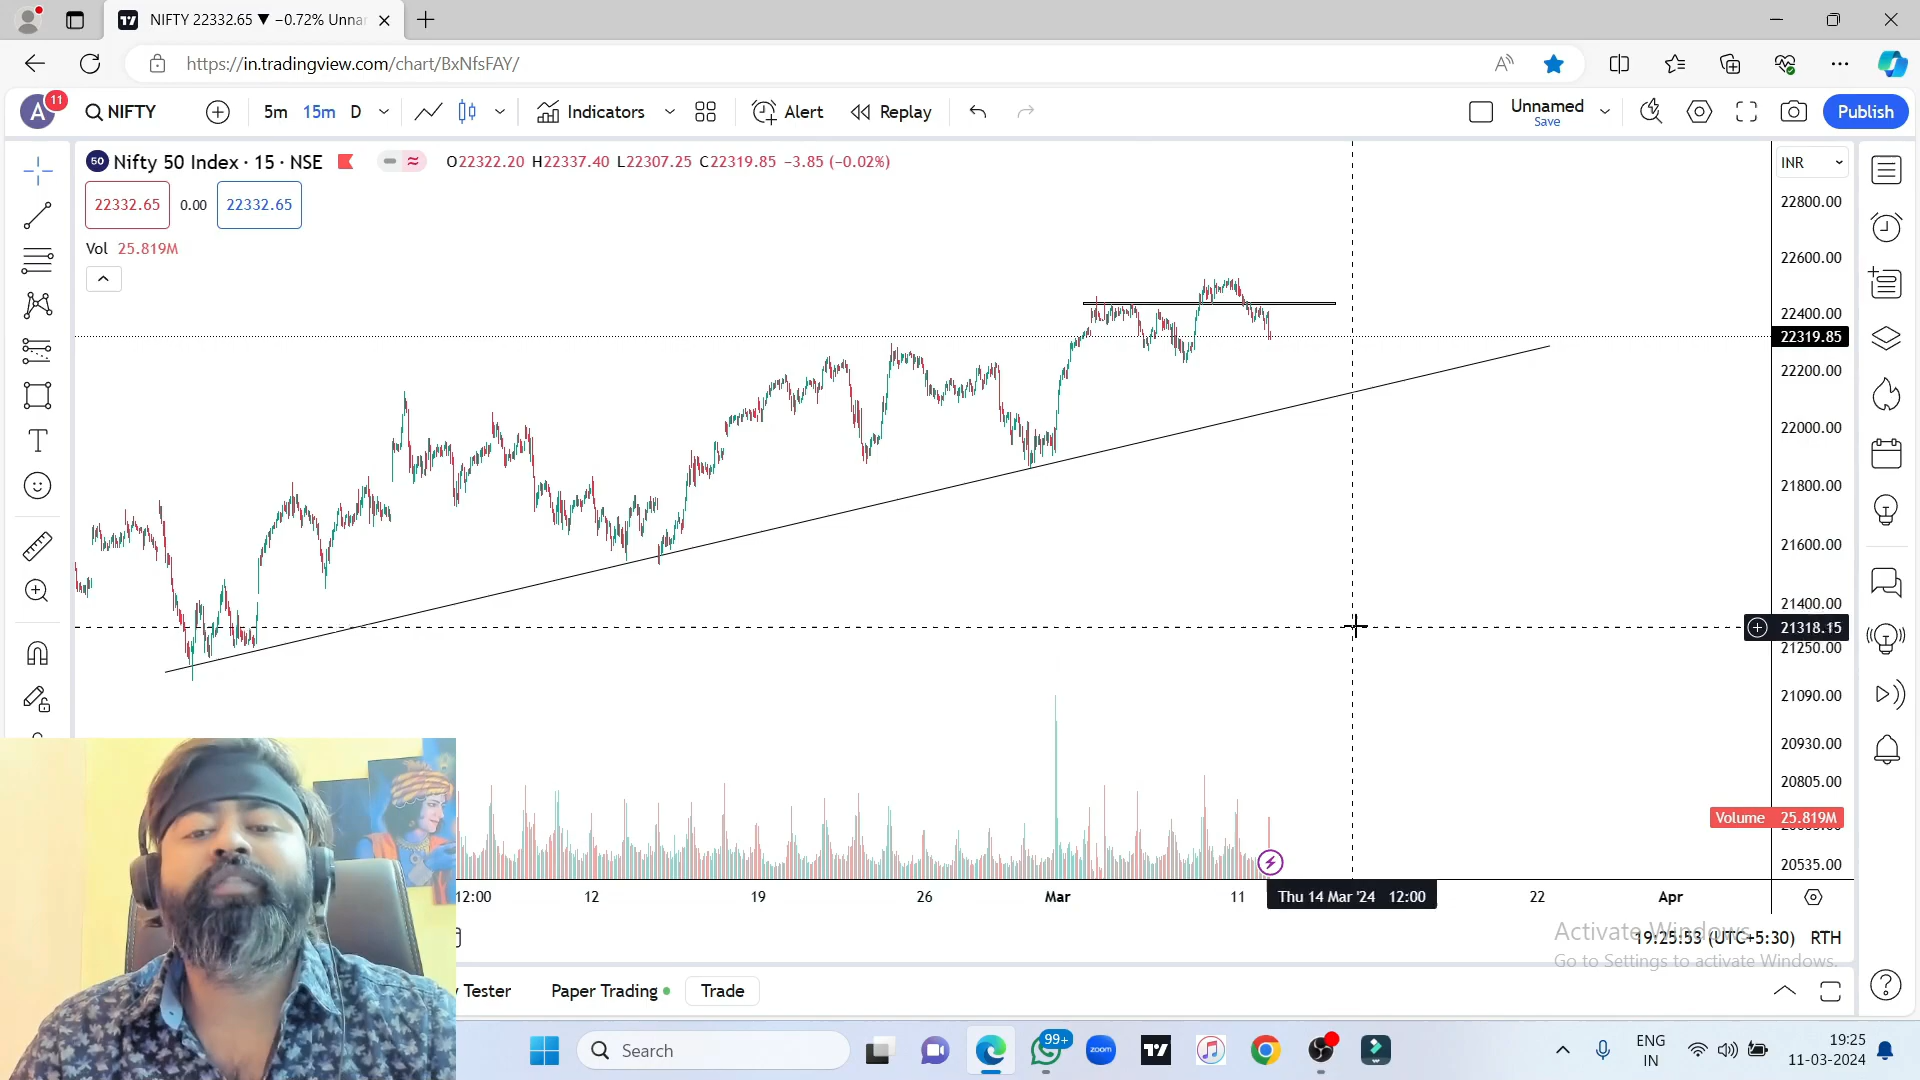 NIFTY 22332.65 ▼ −0.72% Unnar
https://in.tradingview.com/chart/BxNfsFAY/
A 11 NIFTY 5m 15m D Indicators Alert Replay Unnamed Publish
Save
50 Nifty 50 Index · 15 · NSE O22322.20 H22337.40 L22307.25 C22319.85 −3.85 (−0.02%) INR
22332.65 0.00 22332.65
Vol 25.819M
22800.00
22600.00
22400.00
22319.85
22200.00
22000.00
21800.00
21600.00
21400.00
21318.15
21250.00
21090.00
20930.00
20805.00
Volume 25.819M
20535.00
12:00 12 19 26 Mar 11 Thu 14 Mar '24 12:00 22 Apr
Activate Windows
19:25:53 (UTC+5:30) RTH
Go to Settings to activate Windows.
Tester Paper Trading Trade
Search 99+ zoom ENG 19:25
IN 11-03-2024